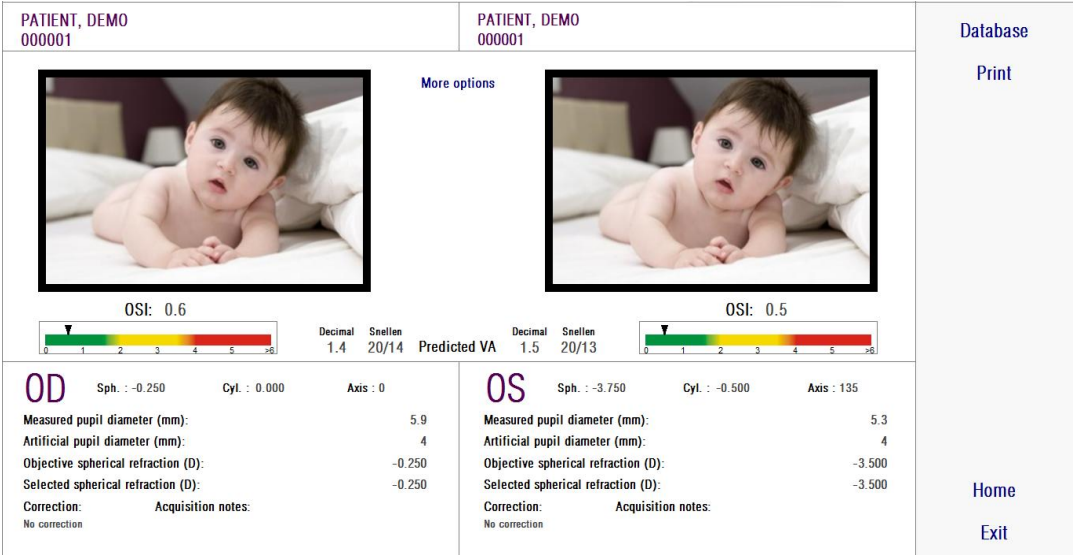 PATIENT, DEMO
000001
PATIENT, DEMO
000001
Database
Print
More options
OSI: 0.6
0 1 2 3 4 5 >6
Decimal Snellen
1.4 20/14
Predicted VA
Decimal Snellen
1.5 20/13
OSI: 0.5
0 1 2 3 4 5 >6
OD Sph. : -0.250 Cyl. : 0.000 Axis : 0
Measured pupil diameter (mm): 5.9
Artificial pupil diameter (mm): 4
Objective spherical refraction (D): -0.250
Selected spherical refraction (D): -0.250
Correction: Acquisition notes:
No correction
OS Sph. : -3.750 Cyl. : -0.500 Axis : 135
Measured pupil diameter (mm): 5.3
Artificial pupil diameter (mm): 4
Objective spherical refraction (D): -3.500
Selected spherical refraction (D): -3.500
Correction: Acquisition notes:
No correction
Home
Exit